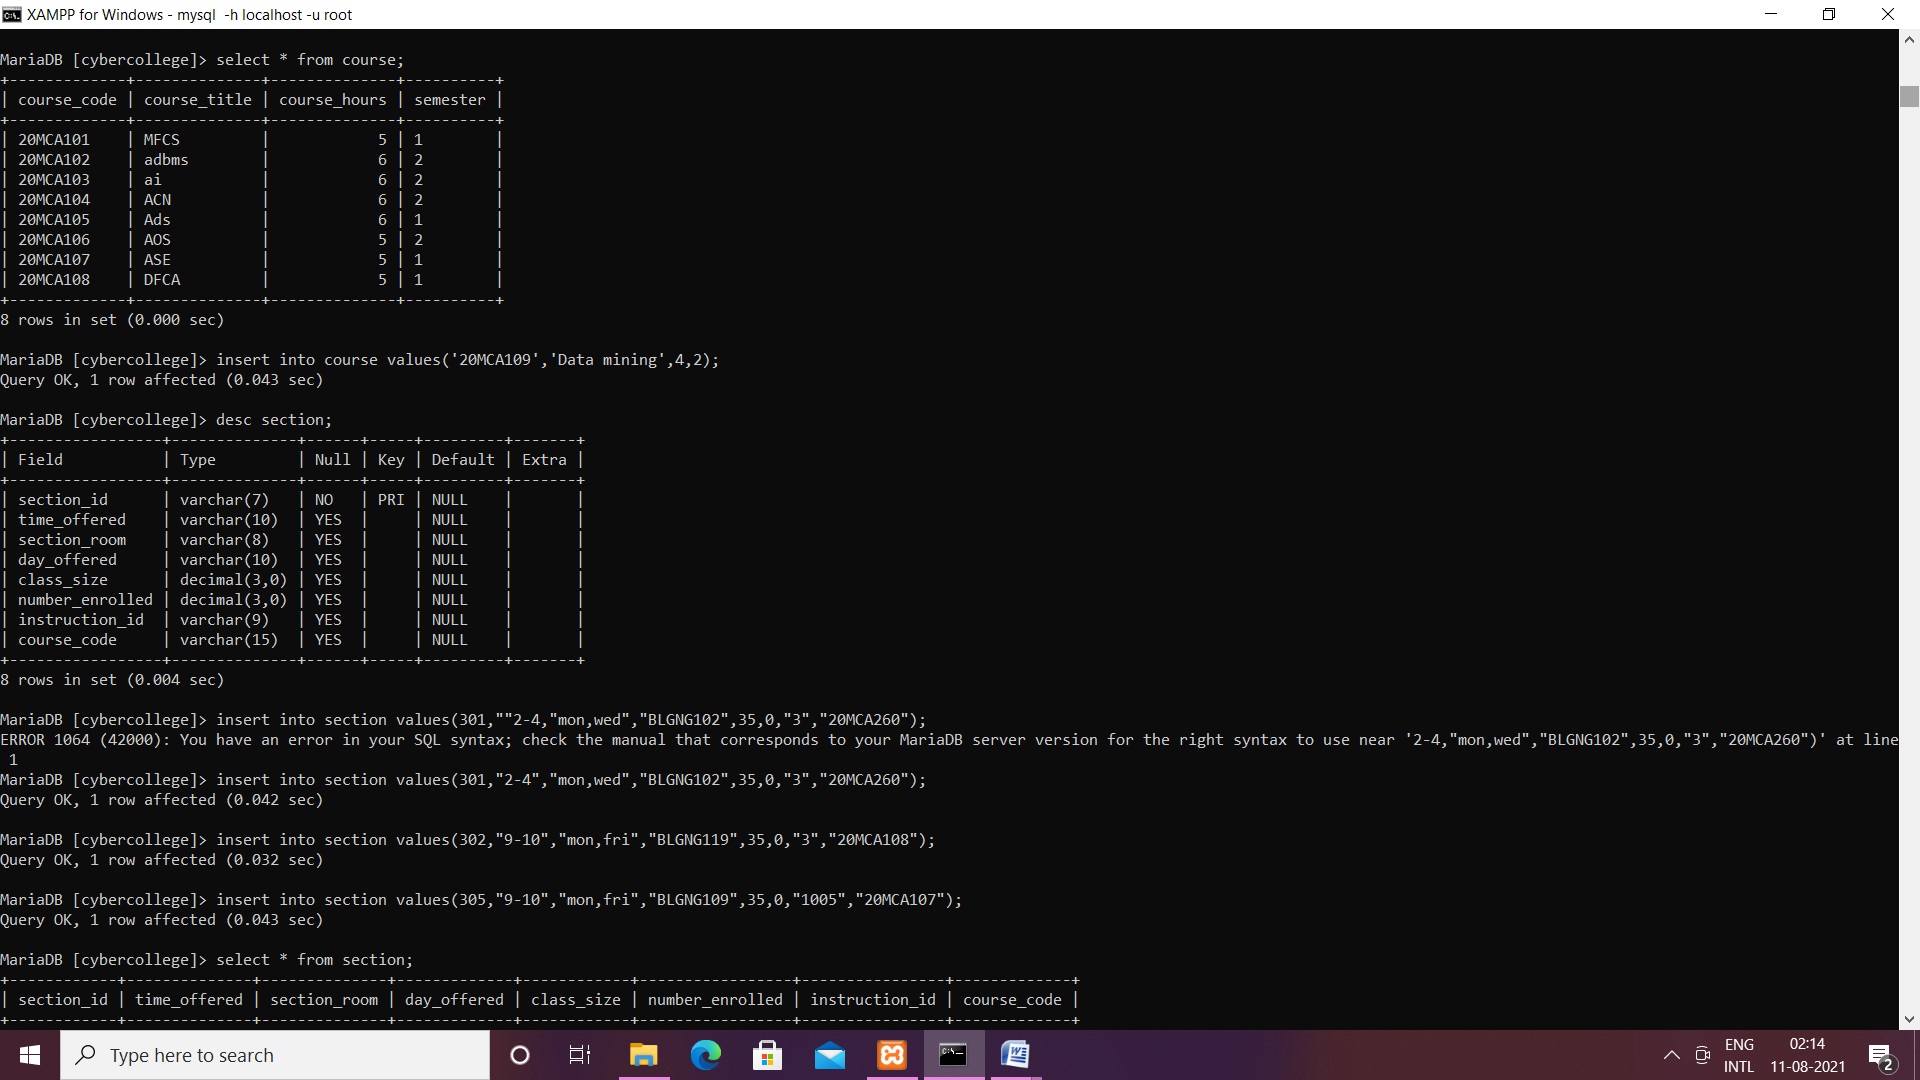 XAMPP for Windows - mysql  -h localhost -u root
MariaDB [cybercollege]> select * from course;
+-------------+--------------+--------------+----------+
| course_code | course_title | course_hours | semester |
+-------------+--------------+--------------+----------+
| 20MCA101    | MFCS         |            5 | 1        |
| 20MCA102    | adbms        |            6 | 2        |
| 20MCA103    | ai           |            6 | 2        |
| 20MCA104    | ACN          |            6 | 2        |
| 20MCA105    | Ads          |            6 | 1        |
| 20MCA106    | AOS          |            5 | 2        |
| 20MCA107    | ASE          |            5 | 1        |
| 20MCA108    | DFCA         |            5 | 1        |
+-------------+--------------+--------------+----------+
8 rows in set (0.000 sec)
MariaDB [cybercollege]> insert into course values('20MCA109','Data mining',4,2);
Query OK, 1 row affected (0.043 sec)
MariaDB [cybercollege]> desc section;
+-----------------+--------------+------+-----+---------+-------+
| Field           | Type         | Null | Key | Default | Extra |
+-----------------+--------------+------+-----+---------+-------+
| section_id      | varchar(7)   | NO   | PRI | NULL    |       |
| time_offered    | varchar(10)  | YES  |     | NULL    |       |
| section_room    | varchar(8)   | YES  |     | NULL    |       |
| day_offered     | varchar(10)  | YES  |     | NULL    |       |
| class_size      | decimal(3,0) | YES  |     | NULL    |       |
| number_enrolled | decimal(3,0) | YES  |     | NULL    |       |
| instruction_id  | varchar(9)   | YES  |     | NULL    |       |
| course_code     | varchar(15)  | YES  |     | NULL    |       |
+-----------------+--------------+------+-----+---------+-------+
8 rows in set (0.004 sec)
MariaDB [cybercollege]> insert into section values(301,""2-4,"mon,wed","BLGNG102",35,0,"3","20MCA260");
ERROR 1064 (42000): You have an error in your SQL syntax; check the manual that corresponds to your MariaDB server version for the right syntax to use near '2-4,"mon,wed","BLGNG102",35,0,"3","20MCA260")' at line
 1
MariaDB [cybercollege]> insert into section values(301,"2-4","mon,wed","BLGNG102",35,0,"3","20MCA260");
Query OK, 1 row affected (0.042 sec)
MariaDB [cybercollege]> insert into section values(302,"9-10","mon,fri","BLGNG119",35,0,"3","20MCA108");
Query OK, 1 row affected (0.032 sec)
MariaDB [cybercollege]> insert into section values(305,"9-10","mon,fri","BLGNG109",35,0,"1005","20MCA107");
Query OK, 1 row affected (0.043 sec)
MariaDB [cybercollege]> select * from section;
+------------+--------------+--------------+-------------+------------+-----------------+----------------+-------------+
| section_id | time_offered | section_room | day_offered | class_size | number_enrolled | instruction_id | course_code |
+------------+--------------+--------------+-------------+------------+-----------------+----------------+-------------+
Type here to search
ENG
INTL
02:14
11-08-2021
2